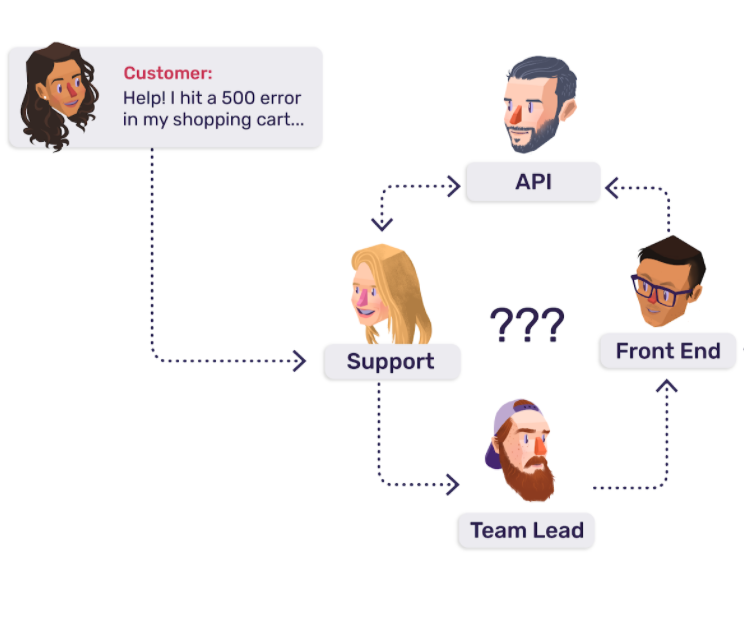 Customer:
Help! I hit a 500 error
in my shopping cart...
API
???
Support
Front End
Team Lead